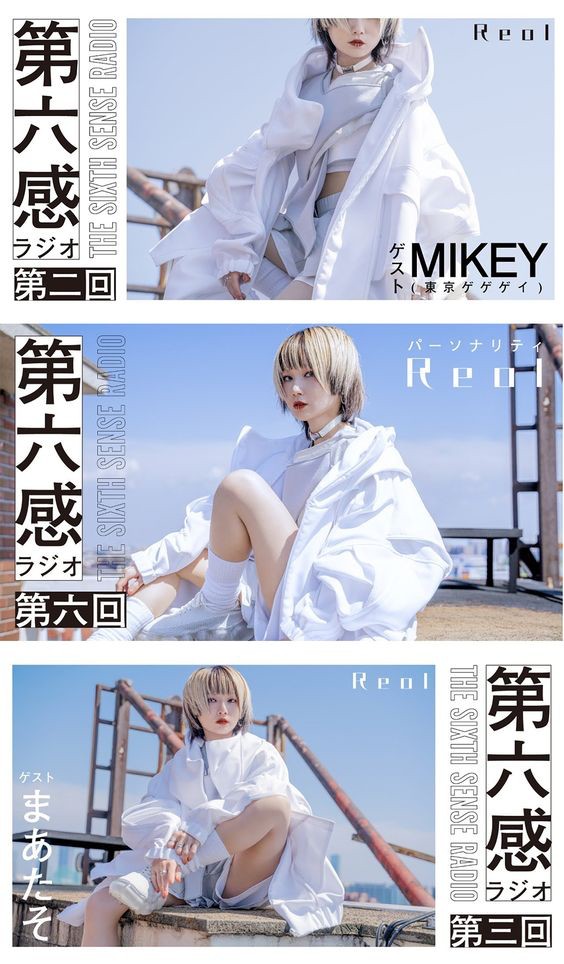 第六感
ラジオ
THE SIXTH SENSE RADIO
第二回
Reol
ゲスト
MIKEY
(東京ゲゲゲイ)
第六感
ラジオ
THE SIXTH SENSE RADIO
第六回
パーソナリティ
Reol
Reol
ゲスト
まあたそ
THE SIXTH SENSE RADIO
第六感
ラジオ
第三回